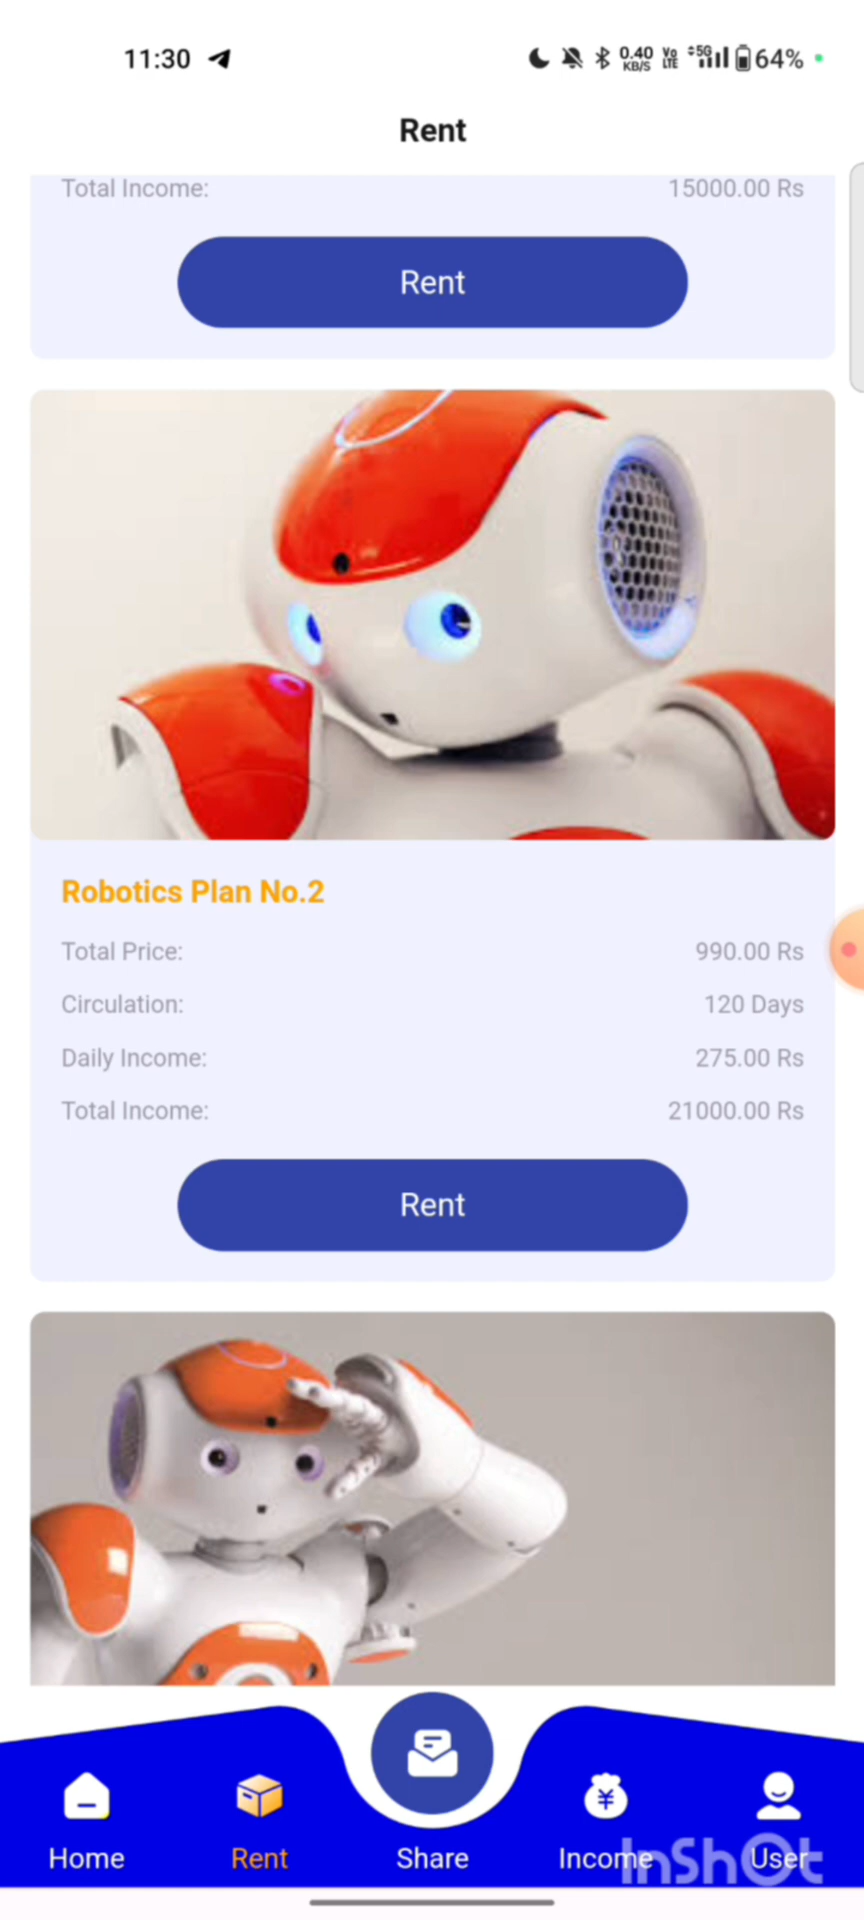 11:30 0.40 KB/S Vo LTE 5G 64%
Rent
Total Income: 15000.00 Rs
Rent
Robotics Plan No.2
Total Price: 990.00 Rs
Circulation: 120 Days
Daily Income: 275.00 Rs
Total Income: 21000.00 Rs
Rent
¥
Home Rent Share Income User
InShOt